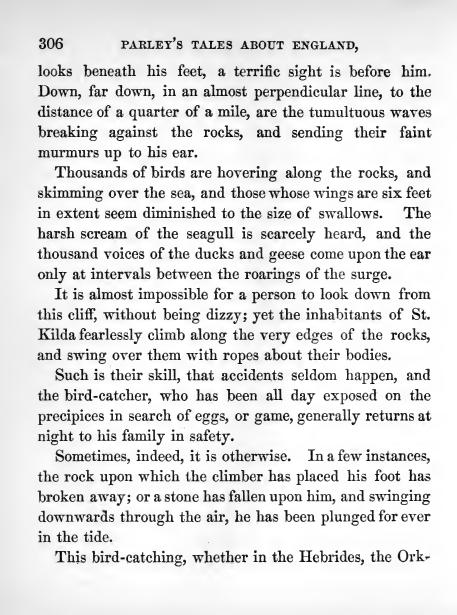 306 PARLEY'S TALES ABOUT ENGLAND,
looks beneath his feet, a terrific sight is before him.
Down, far down, in an almost perpendicular line, to the
distance of a quarter of a mile, are the tumultuous waves
breaking against the rocks, and sending their faint
murmurs up to his ear.
Thousands of birds are hovering along the rocks, and
skimming over the sea, and those whose wings are six feet
in extent seem diminished to the size of swallows. The
harsh scream of the seagull is scarcely heard, and the
thousand voices of the ducks and geese come upon the ear
only at intervals between the roarings of the surge.
It is almost impossible for a person to look down from
this cliff, without being dizzy; yet the inhabitants of St.
Kilda fearlessly climb along the very edges of the rocks,
and swing over them with ropes about their bodies.
Such is their skill, that accidents seldom happen, and
the bird-catcher, who has been all day exposed on the
precipices in search of eggs, or game, generally returns at
night to his family in safety.
Sometimes, indeed, it is otherwise. In a few instances,
the rock upon which the climber has placed his foot has
broken away; or a stone has fallen upon him, and swinging
downwards through the air, he has been plunged for ever
in the tide.
This bird-catching, whether in the Hebrides, the Ork-